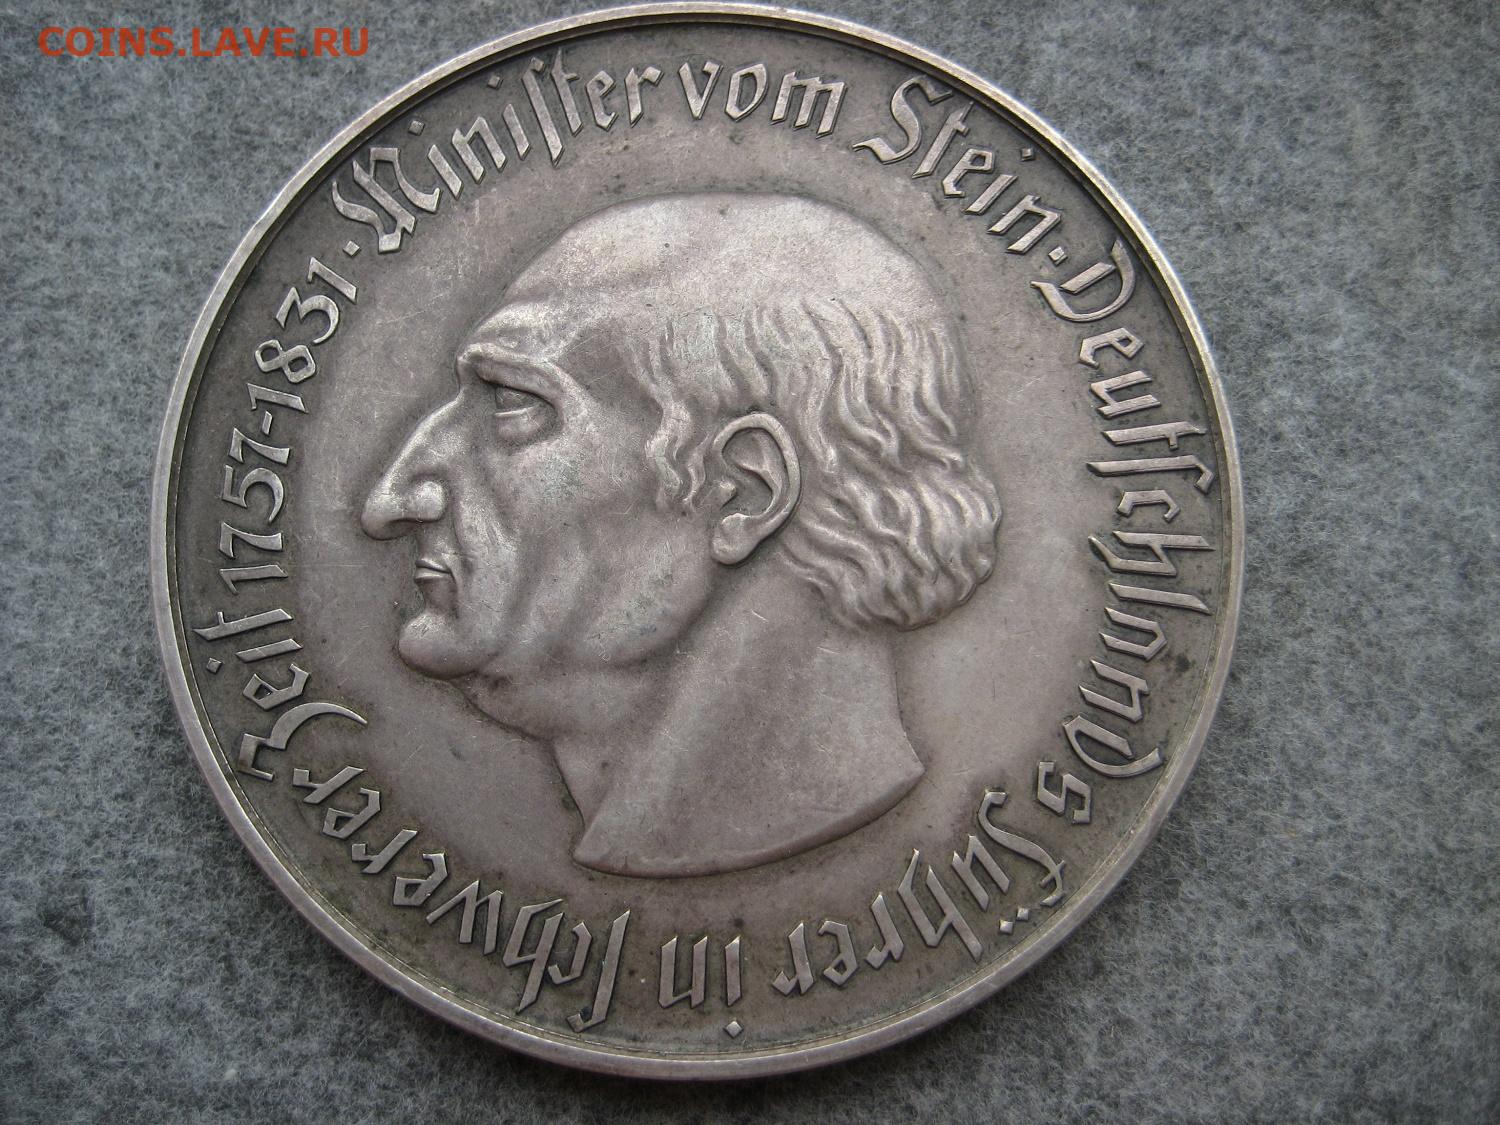 COINS.LAVE.RU
· Miniſter vom Stein · Deutſchlands Führer in ſchwerer Zeit 1757-1831